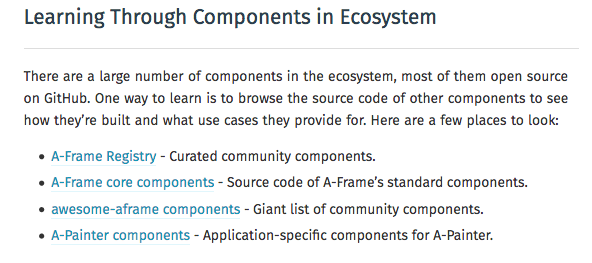 Learning Through Components in Ecosystem
There are a large number of components in the ecosystem, most of them open source
on GitHub. One way to learn is to browse the source code of other components to see
how they’re built and what use cases they provide for. Here are a few places to look:
• A-Frame Registry - Curated community components.
• A-Frame core components - Source code of A-Frame’s standard components.
• awesome-aframe components - Giant list of community components.
• A-Painter components - Application-specific components for A-Painter.